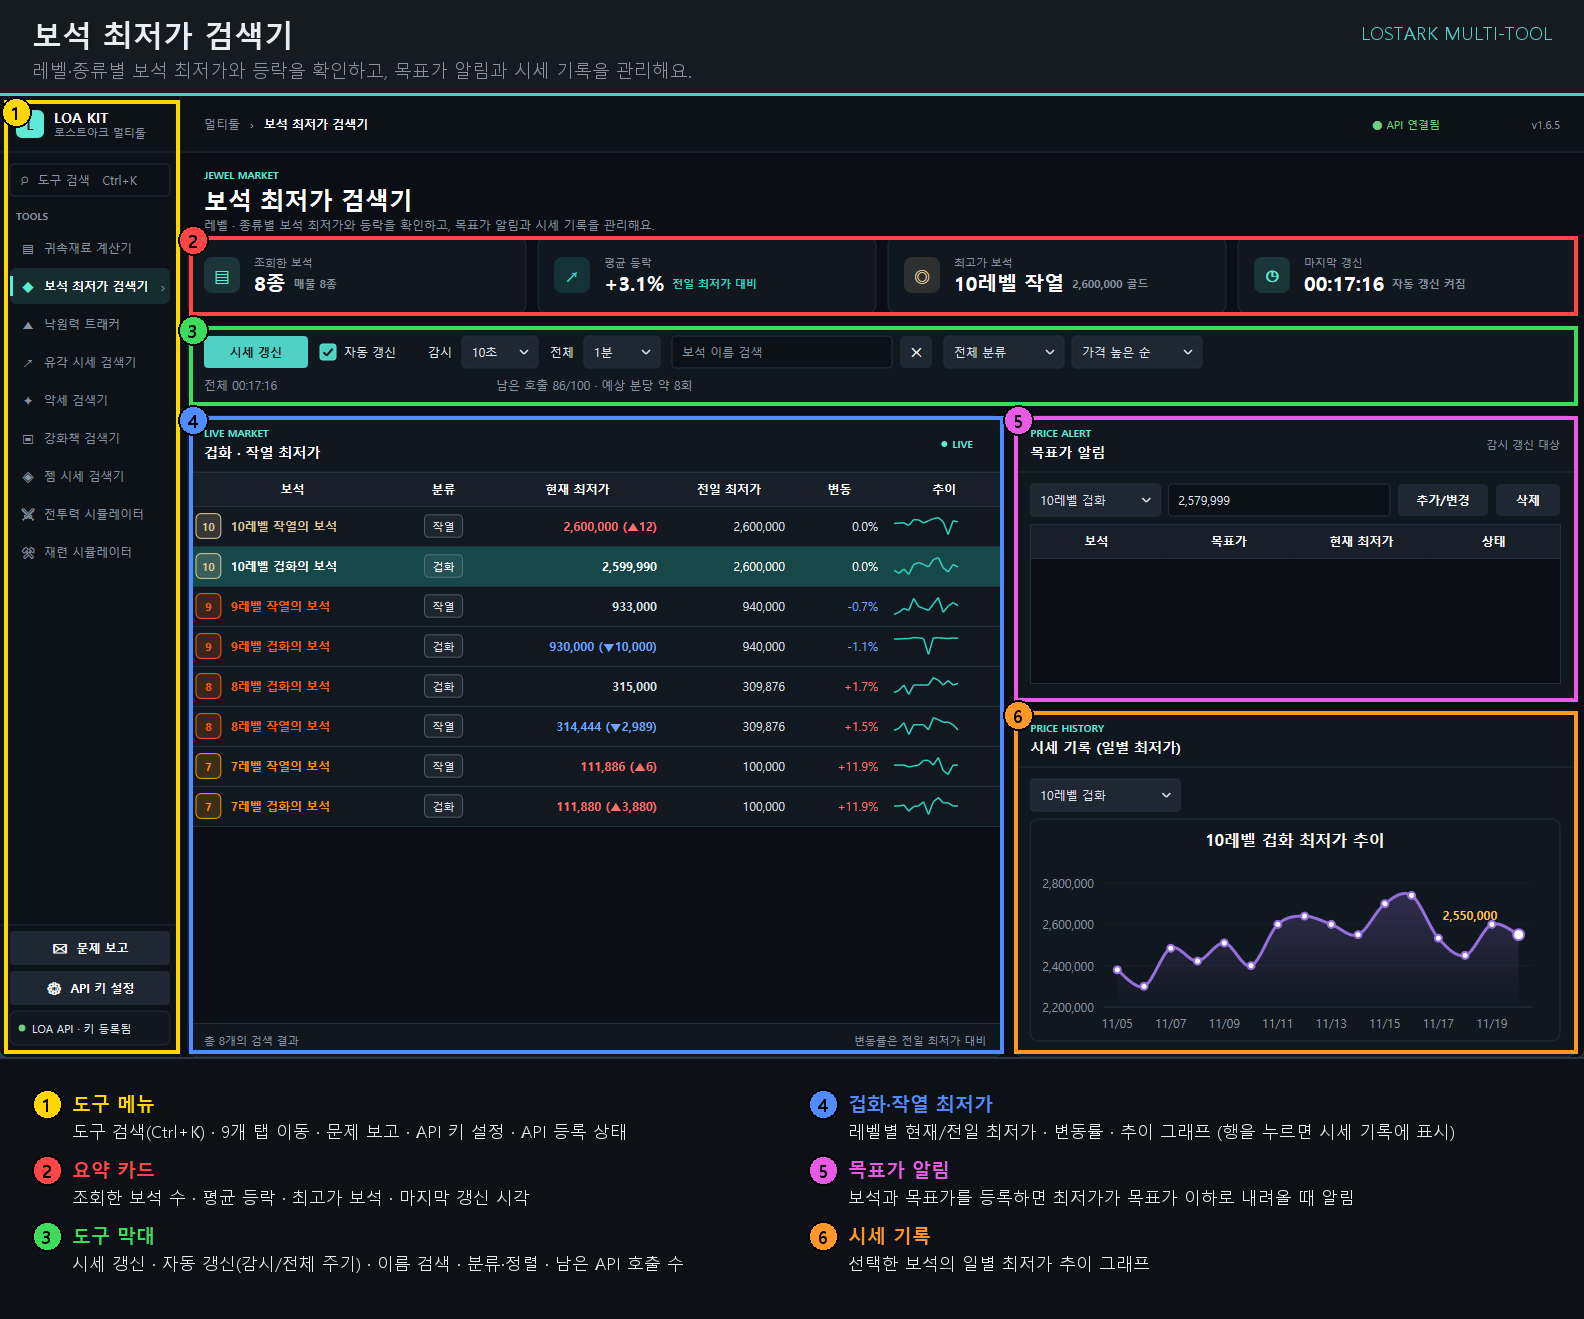 보석 최저가 검색기
LOSTARK MULTI-TOOL
레벨·종류별 보석 최저가와 등락을 확인하고, 목표가 알림과 시세 기록을 관리해요.
1
L
LOA KIT
로스트아크 멀티툴
도구 검색 Ctrl+K
TOOLS
귀속재료 계산기
보석 최저가 검색기 ›
낙원력 트래커
유각 시세 검색기
악세 검색기
강화책 검색기
젬 시세 검색기
전투력 시뮬레이터
재련 시뮬레이터
문제 보고
API 키 설정
LOA API · 키 등록됨
멀티툴 › 보석 최저가 검색기
API 연결됨
v1.6.5
JEWEL MARKET
보석 최저가 검색기
레벨 · 종류별 보석 최저가와 등락을 확인하고, 목표가 알림과 시세 기록을 관리해요.
2
조회한 보석
8종 매물 8종
평균 등락
+3.1% 전일 최저가 대비
최고가 보석
10레벨 작열 2,600,000 골드
마지막 갱신
00:17:16 자동 갱신 켜짐
3
시세 갱신 자동 갱신 감시 10초 전체 1분 보석 이름 검색 ✕ 전체 분류 가격 높은 순
전체 00:17:16 남은 호출 86/100 · 예상 분당 약 8회
4
LIVE MARKET
겁화 · 작열 최저가
LIVE
보석 분류 현재 최저가 전일 최저가 변동 추이
10 10레벨 작열의 보석 작열 2,600,000 (▲12) 2,600,000 0.0%
10 10레벨 겁화의 보석 겁화 2,599,990 2,600,000 0.0%
9 9레벨 작열의 보석 작열 933,000 940,000 -0.7%
9 9레벨 겁화의 보석 겁화 930,000 (▼10,000) 940,000 -1.1%
8 8레벨 겁화의 보석 겁화 315,000 309,876 +1.7%
8 8레벨 작열의 보석 작열 314,444 (▼2,989) 309,876 +1.5%
7 7레벨 작열의 보석 작열 111,886 (▲6) 100,000 +11.9%
7 7레벨 겁화의 보석 겁화 111,880 (▲3,880) 100,000 +11.9%
총 8개의 검색 결과
변동률은 전일 최저가 대비
5
PRICE ALERT
목표가 알림
감시 갱신 대상
10레벨 겁화 2,579,999 추가/변경 삭제
보석 목표가 현재 최저가 상태
6
PRICE HISTORY
시세 기록 (일별 최저가)
10레벨 겁화
10레벨 겁화 최저가 추이
2,800,000
2,600,000
2,400,000
2,200,000
2,550,000
11/05 11/07 11/09 11/11 11/13 11/15 11/17 11/19
1 도구 메뉴
도구 검색(Ctrl+K) · 9개 탭 이동 · 문제 보고 · API 키 설정 · API 등록 상태
2 요약 카드
조회한 보석 수 · 평균 등락 · 최고가 보석 · 마지막 갱신 시각
3 도구 막대
시세 갱신 · 자동 갱신(감시/전체 주기) · 이름 검색 · 분류·정렬 · 남은 API 호출 수
4 겁화·작열 최저가
레벨별 현재/전일 최저가 · 변동률 · 추이 그래프 (행을 누르면 시세 기록에 표시)
5 목표가 알림
보석과 목표가를 등록하면 최저가가 목표가 이하로 내려올 때 알림
6 시세 기록
선택한 보석의 일별 최저가 추이 그래프